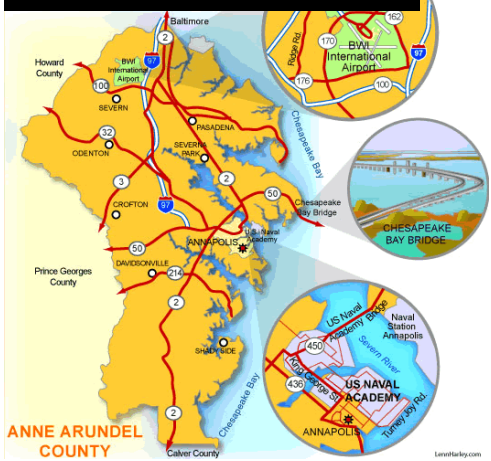 Baltimore
2
162
BWI
International
Airport
Ridge Rd.
170
97
176
100
Howard
County
BWI
International
Airport
97
100
SEVERN
PASADENA
Chesapeake Bay
32
ODENTON
SEVERNA
PARK
3
2
50
CROFTON
97
Chesapeake
Bay Bridge
CHESAPEAKE
BAY BRIDGE
U.S. Naval
Academy
ANNAPOLIS
50
DAVIDSONVILLE
Prince Georges
County
214
2
US Naval
Academy Bridge
Naval
Station
Annapolis
450
Severn River
SHADY SIDE
King George St.
436
US NAVAL
ACADEMY
Chesapeake Bay
Turney Joy Rd.
2
ANNAPOLIS
ANNE ARUNDEL
COUNTY
Calver County
LennHarley.com